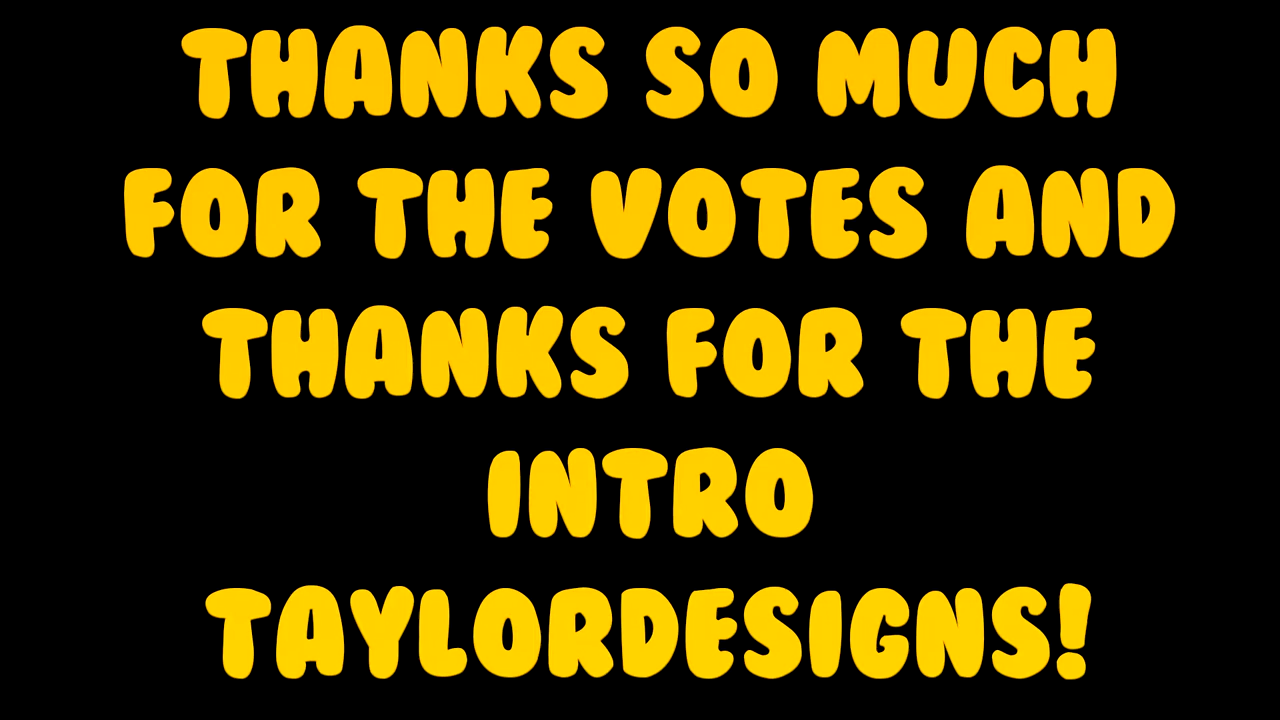 THANKS SO MUCH
FOR THE VOTES AND
THANKS FOR THE
INTRO
TAYLORDESIGNS!